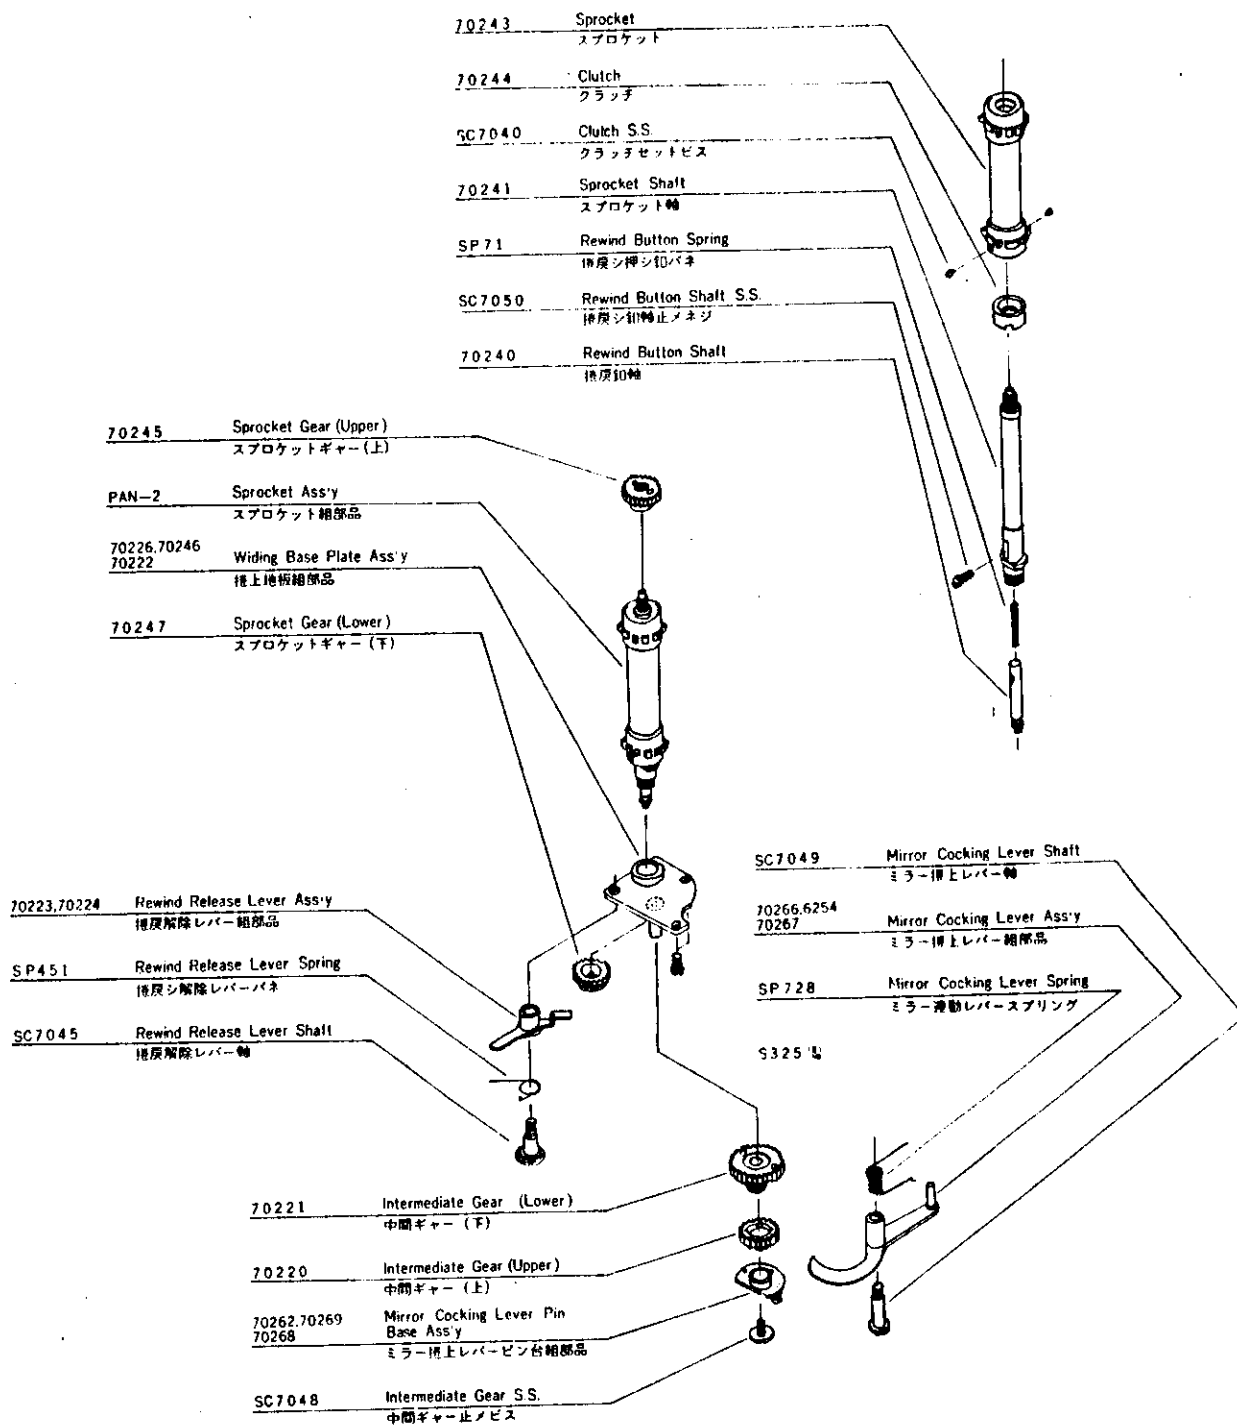 70243 Sprocket
スプロケット
70244 Clutch
クラッチ
SC7040 Clutch S.S.
クラッチセットビス
70241 Sprocket Shaft
スプロケット軸
SP71 Rewind Button Spring
捲戻シ押シ釦バネ
SC7050 Rewind Button Shaft S.S.
捲戻シ釦軸止メネジ
70240 Rewind Button Shaft
捲戻釦軸
70245 Sprocket Gear (Upper)
スプロケットギャー(上)
PAN-2 Sprocket Ass'y
スプロケット組部品
70226,70246
70222 Widing Base Plate Ass'y
捲上地板組部品
70247 Sprocket Gear (Lower)
スプロケットギャー(下)
SC7049 Mirror Cocking Lever Shaft
ミラー捲上レバー軸
70223,70224 Rewind Release Lever Ass'y
捲戻解除レバー組部品
70266,6254
70267 Mirror Cocking Lever Ass'y
ミラー捲上レバー組部品
SP451 Rewind Release Lever Spring
捲戻シ解除レバーバネ
SP728 Mirror Cocking Lever Spring
ミラー滑動レバースプリング
SC7045 Rewind Release Lever Shaft
捲戻解除レバー軸
S325
70221 Intermediate Gear (Lower)
中間ギャー(下)
70220 Intermediate Gear (Upper)
中間ギャー(上)
70262,70269 Mirror Cocking Lever Pin
70268 Base Ass'y
ミラー捲上レバーピン台組部品
SC7048 Intermediate Gear S.S.
中間ギャー止メビス